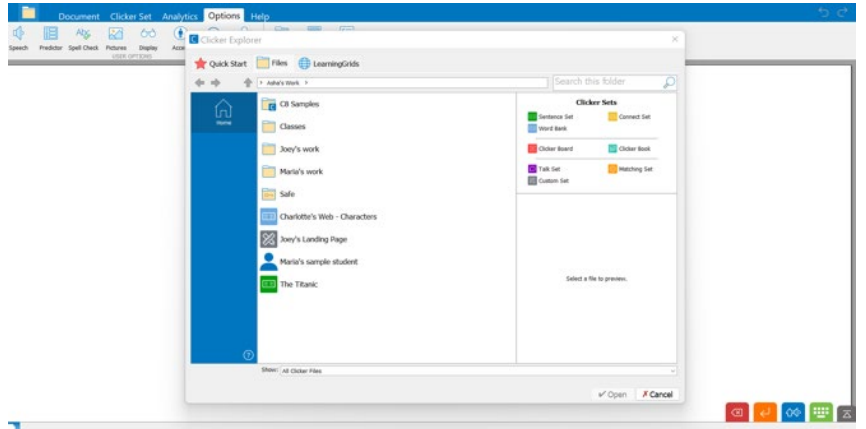 Document Clicker Set Analytics Options Help
Speech Predictor Spell Check Pictures Display
USER OPTIONS
Clicker Explorer
Quick Start Files LearningGrids
Asha's Work
Search this folder
Home
C8 Samples
Classes
Joey's work
Maria's work
Safe
Charlotte's Web - Characters
Joey's Landing Page
Maria's sample student
The Titanic
Clicker Sets
Sentence Set Connect Set
Word Bank
Clicker Board Clicker Book
Talk Set Matching Set
Custom Set
Select a file to preview.
Show: All Clicker Files
Open Cancel